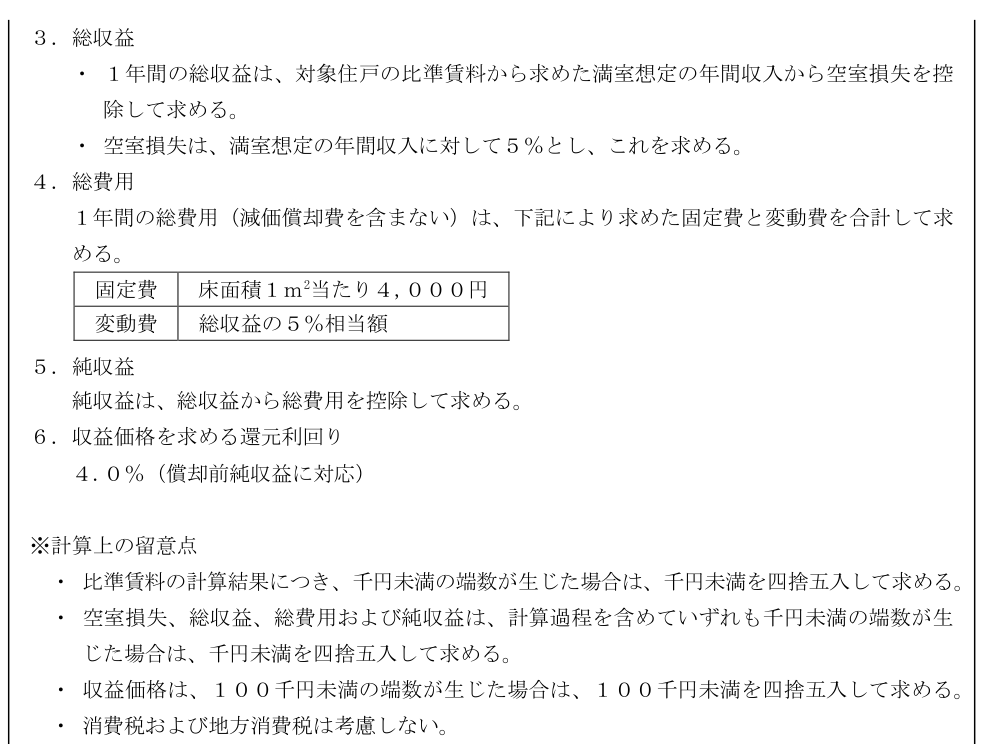 ３．総収益
・ １年間の総収益は、対象住戸の比準賃料から求めた満室想定の年間収入から空室損失を控
除して求める。
・ 空室損失は、満室想定の年間収入に対して５％とし、これを求める。
４．総費用
１年間の総費用（減価償却費を含まない）は、下記により求めた固定費と変動費を合計して求
める。
固定費 床面積１ｍ²当たり４,０００円
変動費 総収益の５％相当額
５．純収益
純収益は、総収益から総費用を控除して求める。
６．収益価格を求める還元利回り
４.０％（償却前純収益に対応）
※計算上の留意点
・ 比準賃料の計算結果につき、千円未満の端数が生じた場合は、千円未満を四捨五入して求める。
・ 空室損失、総収益、総費用および純収益は、計算過程を含めていずれも千円未満の端数が生
じた場合は、千円未満を四捨五入して求める。
・ 収益価格は、１００千円未満の端数が生じた場合は、１００千円未満を四捨五入して求める。
・ 消費税および地方消費税は考慮しない。